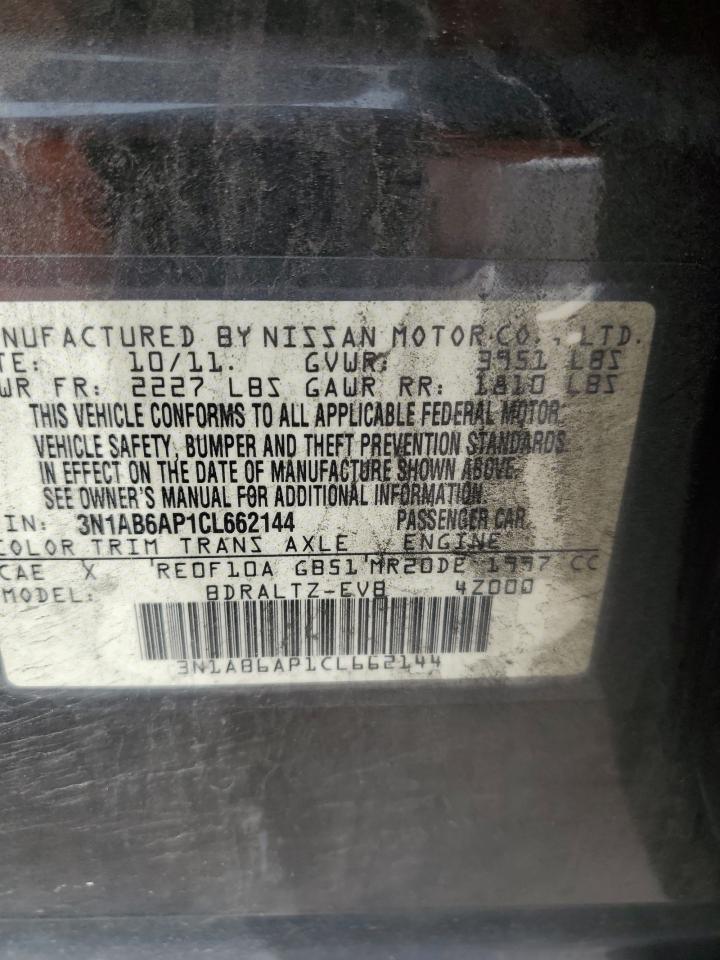 NUFACTURED BY NISSAN MOTOR CO., LTD.
TE: 10/11. GVWR: 3951 LBS
WR FR: 2227 LBS GAWR RR: 1810 LBS
THIS VEHICLE CONFORMS TO ALL APPLICABLE FEDERAL MOTOR
VEHICLE SAFETY, BUMPER AND THEFT PREVENTION STANDARDS
IN EFFECT ON THE DATE OF MANUFACTURE SHOWN ABOVE.
SEE OWNER'S MANUAL FOR ADDITIONAL INFORMATION
IN: 3N1AB6AP1CL662144 PASSENGER CAR
COLOR TRIM TRANS AXLE ENGINE
CAE X RE0F10A GB51 MR20DE 1997 CC
MODEL: BDRALTZ-EVB 4Z000
3N1AB6AP1CL662144